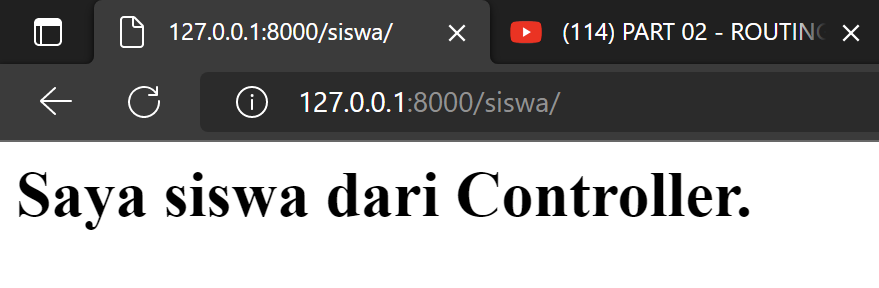 127.0.0.1:8000/siswa/
(114) PART 02 - ROUTING
127.0.0.1:8000/siswa/
Saya siswa dari Controller.